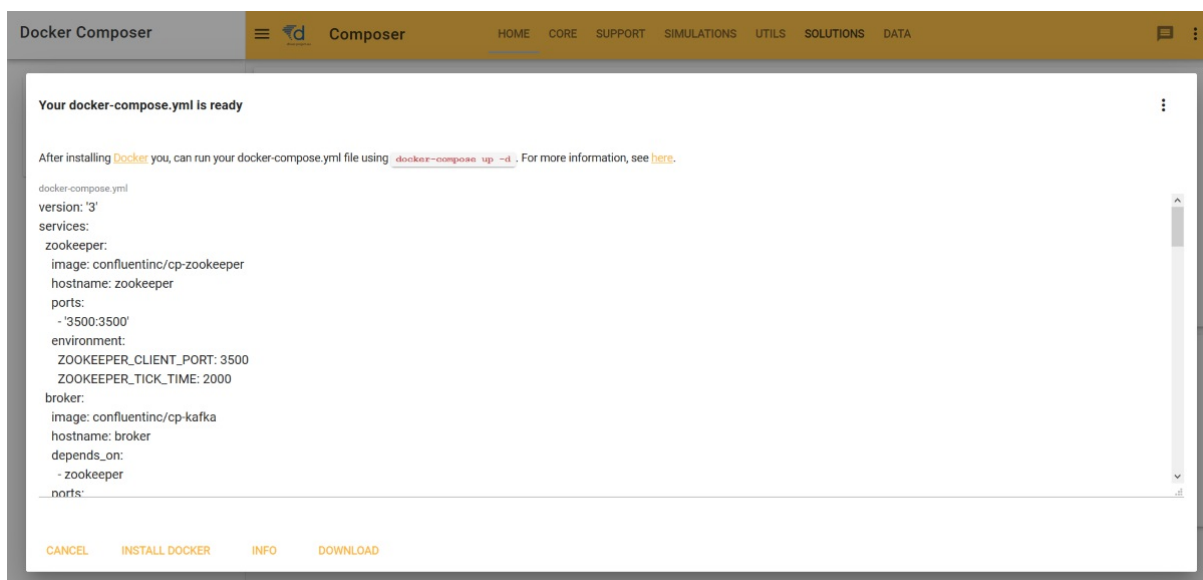 Docker Composer
d Composer HOME CORE SUPPORT SIMULATIONS UTILS SOLUTIONS DATA
Your docker-compose.yml is ready
After installing Docker you, can run your docker-compose.yml file using docker-compose up -d . For more information, see here.
docker-compose.yml
version: '3'
services:
zookeeper:
image: confluentinc/cp-zookeeper
hostname: zookeeper
ports:
- '3500:3500'
environment:
ZOOKEEPER_CLIENT_PORT: 3500
ZOOKEEPER_TICK_TIME: 2000
broker:
image: confluentinc/cp-kafka
hostname: broker
depends_on:
- zookeeper
ports:
CANCEL INSTALL DOCKER INFO DOWNLOAD